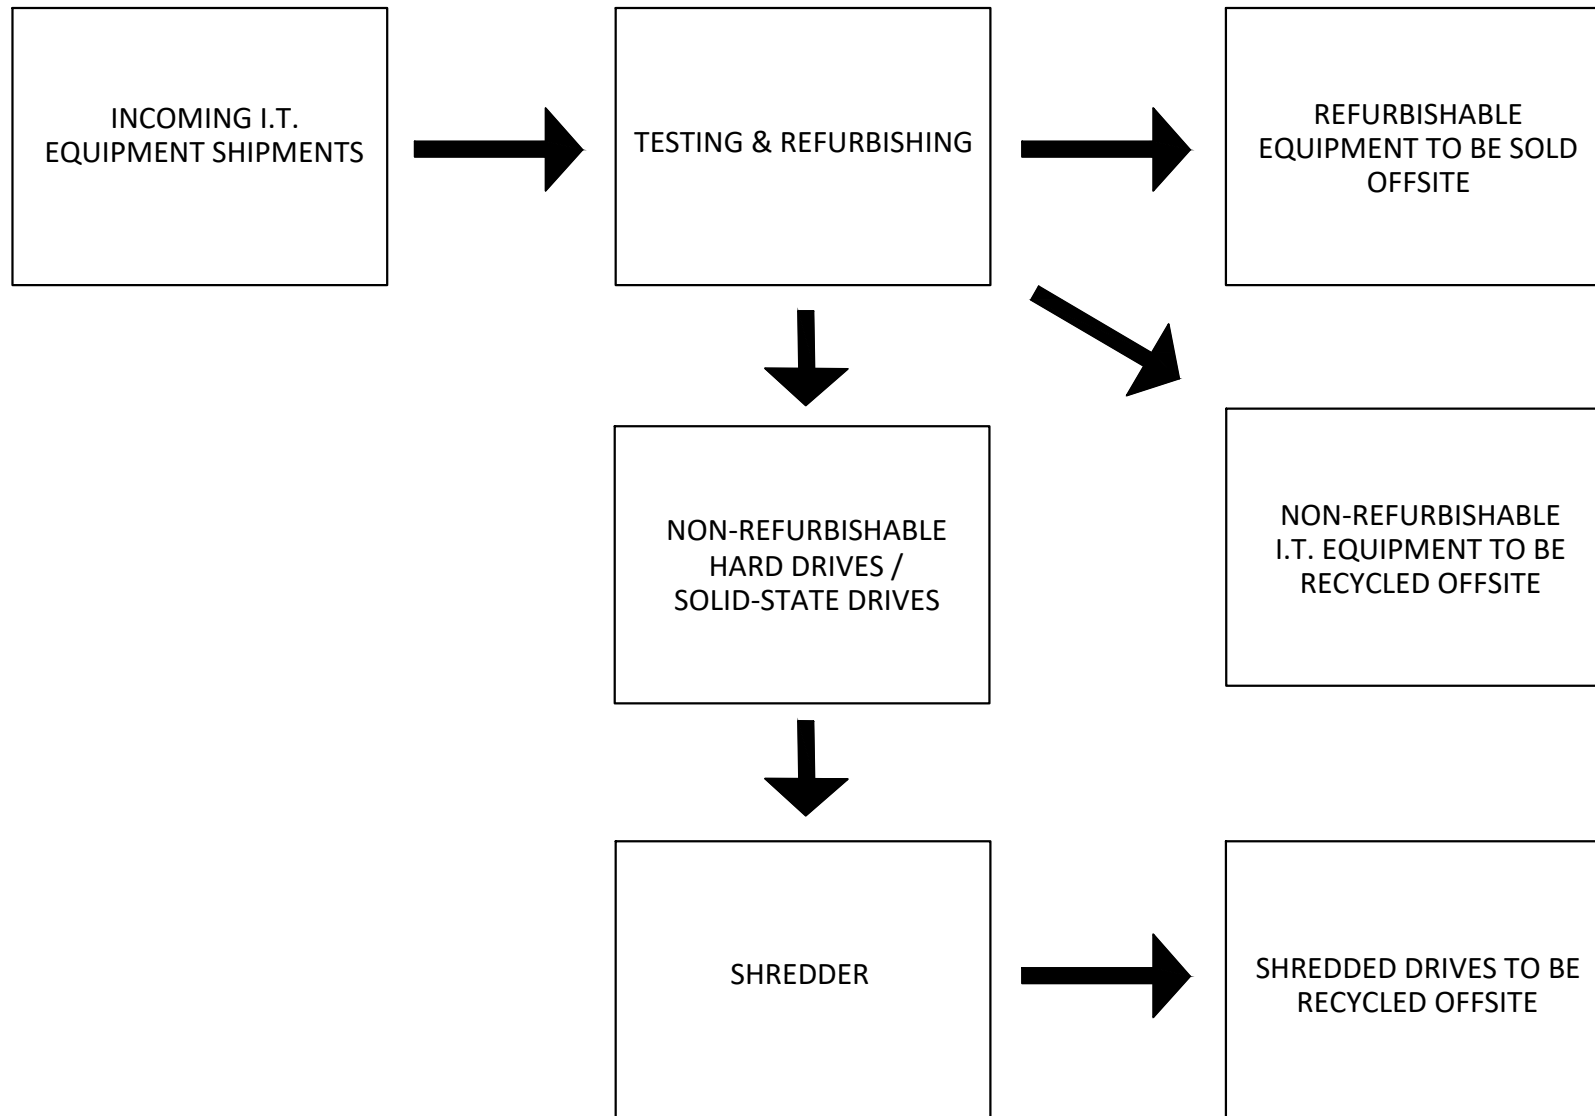 INCOMING I.T.
EQUIPMENT SHIPMENTS
TESTING & REFURBISHING
REFURBISHABLE
EQUIPMENT TO BE SOLD
OFFSITE
NON-REFURBISHABLE
HARD DRIVES /
SOLID-STATE DRIVES
NON-REFURBISHABLE
I.T. EQUIPMENT TO BE
RECYCLED OFFSITE
SHREDDER
SHREDDED DRIVES TO BE
RECYCLED OFFSITE